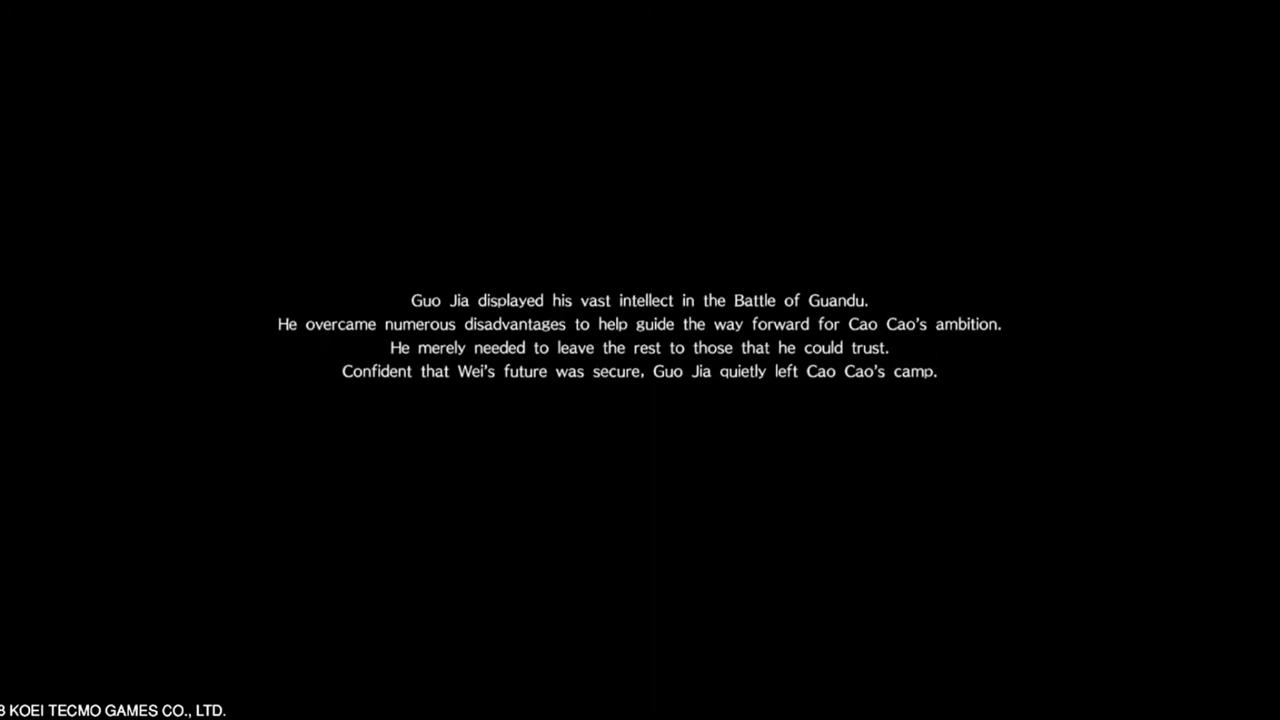 Guo Jia displayed his vast intellect in the Battle of Guandu.
He overcame numerous disadvantages to help guide the way forward for Cao Cao's ambition.
He merely needed to leave the rest to those that he could trust.
Confident that Wei's future was secure, Guo Jia quietly left Cao Cao's camp.
8 KOEI TECMO GAMES CO., LTD.